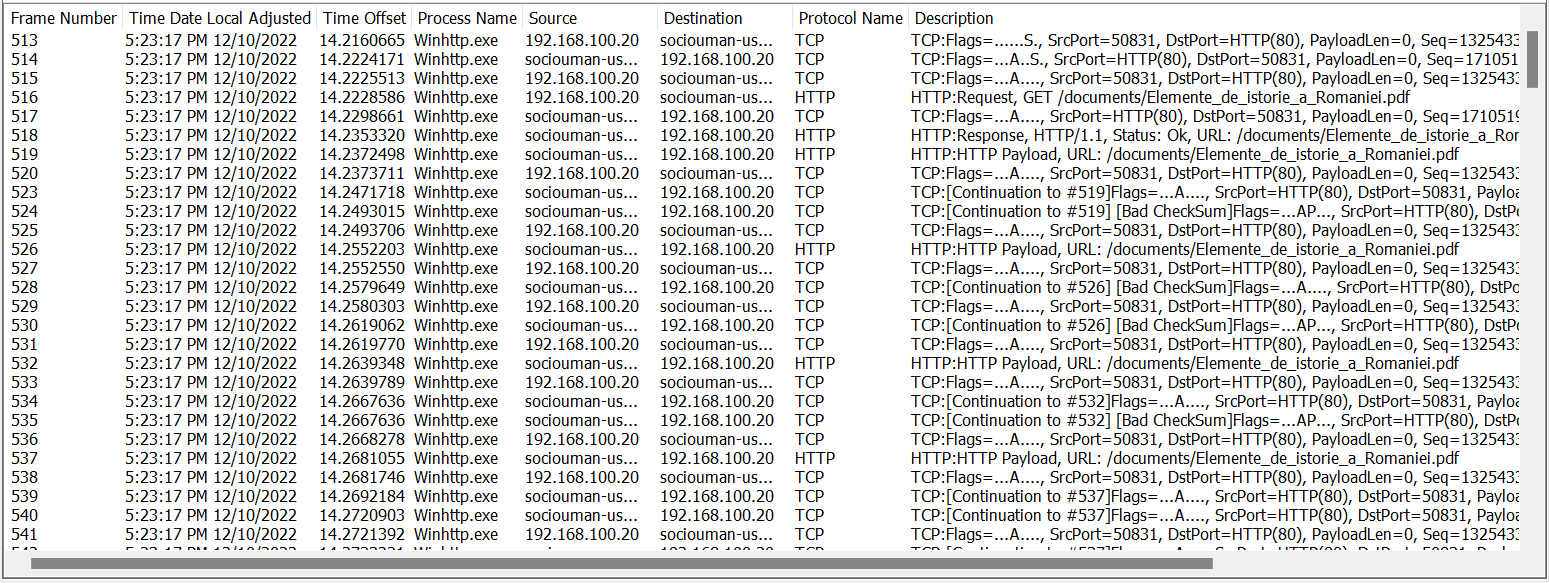 Frame Number Time Date Local Adjusted Time Offset Process Name Source Destination Protocol Name Description
513 5:23:17 PM 12/10/2022 14.2160665 Winhttp.exe 192.168.100.20 sociouman-us... TCP TCP:Flags=......S., SrcPort=50831, DstPort=HTTP(80), PayloadLen=0, Seq=1325433
514 5:23:17 PM 12/10/2022 14.2224171 Winhttp.exe sociouman-us... 192.168.100.20 TCP TCP:Flags=...A..S., SrcPort=HTTP(80), DstPort=50831, PayloadLen=0, Seq=171051
515 5:23:17 PM 12/10/2022 14.2225513 Winhttp.exe 192.168.100.20 sociouman-us... TCP TCP:Flags=...A...., SrcPort=50831, DstPort=HTTP(80), PayloadLen=0, Seq=1325433
516 5:23:17 PM 12/10/2022 14.2228586 Winhttp.exe 192.168.100.20 sociouman-us... HTTP HTTP:Request, GET /documents/Elemente_de_istorie_a_Romaniei.pdf
517 5:23:17 PM 12/10/2022 14.2298661 Winhttp.exe sociouman-us... 192.168.100.20 TCP TCP:Flags=...A...., SrcPort=HTTP(80), DstPort=50831, PayloadLen=0, Seq=1710519
518 5:23:17 PM 12/10/2022 14.2353320 Winhttp.exe sociouman-us... 192.168.100.20 HTTP HTTP:Response, HTTP/1.1, Status: Ok, URL: /documents/Elemente_de_istorie_a_Ror
519 5:23:17 PM 12/10/2022 14.2372498 Winhttp.exe sociouman-us... 192.168.100.20 HTTP HTTP:HTTP Payload, URL: /documents/Elemente_de_istorie_a_Romaniei.pdf
520 5:23:17 PM 12/10/2022 14.2373711 Winhttp.exe 192.168.100.20 sociouman-us... TCP TCP:Flags=...A...., SrcPort=50831, DstPort=HTTP(80), PayloadLen=0, Seq=1325433
523 5:23:17 PM 12/10/2022 14.2471718 Winhttp.exe sociouman-us... 192.168.100.20 TCP TCP:[Continuation to #519]Flags=...A...., SrcPort=HTTP(80), DstPort=50831, Paylo
524 5:23:17 PM 12/10/2022 14.2493015 Winhttp.exe sociouman-us... 192.168.100.20 TCP TCP:[Continuation to #519] [Bad CheckSum]Flags=...AP..., SrcPort=HTTP(80), DstP
525 5:23:17 PM 12/10/2022 14.2493706 Winhttp.exe 192.168.100.20 sociouman-us... TCP TCP:Flags=...A...., SrcPort=50831, DstPort=HTTP(80), PayloadLen=0, Seq=1325433
526 5:23:17 PM 12/10/2022 14.2552203 Winhttp.exe sociouman-us... 192.168.100.20 HTTP HTTP:HTTP Payload, URL: /documents/Elemente_de_istorie_a_Romaniei.pdf
527 5:23:17 PM 12/10/2022 14.2552550 Winhttp.exe 192.168.100.20 sociouman-us... TCP TCP:Flags=...A...., SrcPort=50831, DstPort=HTTP(80), PayloadLen=0, Seq=1325433
528 5:23:17 PM 12/10/2022 14.2579649 Winhttp.exe sociouman-us... 192.168.100.20 TCP TCP:[Continuation to #526] [Bad CheckSum]Flags=...A...., SrcPort=HTTP(80), DstPo
529 5:23:17 PM 12/10/2022 14.2580303 Winhttp.exe 192.168.100.20 sociouman-us... TCP TCP:Flags=...A...., SrcPort=50831, DstPort=HTTP(80), PayloadLen=0, Seq=1325433
530 5:23:17 PM 12/10/2022 14.2619062 Winhttp.exe sociouman-us... 192.168.100.20 TCP TCP:[Continuation to #526] [Bad CheckSum]Flags=...AP..., SrcPort=HTTP(80), DstP
531 5:23:17 PM 12/10/2022 14.2619770 Winhttp.exe 192.168.100.20 sociouman-us... TCP TCP:Flags=...A...., SrcPort=50831, DstPort=HTTP(80), PayloadLen=0, Seq=1325433
532 5:23:17 PM 12/10/2022 14.2639348 Winhttp.exe sociouman-us... 192.168.100.20 HTTP HTTP:HTTP Payload, URL: /documents/Elemente_de_istorie_a_Romaniei.pdf
533 5:23:17 PM 12/10/2022 14.2639789 Winhttp.exe 192.168.100.20 sociouman-us... TCP TCP:Flags=...A...., SrcPort=50831, DstPort=HTTP(80), PayloadLen=0, Seq=1325433
534 5:23:17 PM 12/10/2022 14.2667636 Winhttp.exe sociouman-us... 192.168.100.20 TCP TCP:[Continuation to #532]Flags=...A...., SrcPort=HTTP(80), DstPort=50831, Paylo
535 5:23:17 PM 12/10/2022 14.2667636 Winhttp.exe sociouman-us... 192.168.100.20 TCP TCP:[Continuation to #532] [Bad CheckSum]Flags=...AP..., SrcPort=HTTP(80), DstP
536 5:23:17 PM 12/10/2022 14.2668278 Winhttp.exe 192.168.100.20 sociouman-us... TCP TCP:Flags=...A...., SrcPort=50831, DstPort=HTTP(80), PayloadLen=0, Seq=1325433
537 5:23:17 PM 12/10/2022 14.2681055 Winhttp.exe sociouman-us... 192.168.100.20 HTTP HTTP:HTTP Payload, URL: /documents/Elemente_de_istorie_a_Romaniei.pdf
538 5:23:17 PM 12/10/2022 14.2681746 Winhttp.exe 192.168.100.20 sociouman-us... TCP TCP:Flags=...A...., SrcPort=50831, DstPort=HTTP(80), PayloadLen=0, Seq=1325433
539 5:23:17 PM 12/10/2022 14.2692184 Winhttp.exe sociouman-us... 192.168.100.20 TCP TCP:[Continuation to #537]Flags=...A...., SrcPort=HTTP(80), DstPort=50831, Paylo
540 5:23:17 PM 12/10/2022 14.2720903 Winhttp.exe sociouman-us... 192.168.100.20 TCP TCP:[Continuation to #537]Flags=...A...., SrcPort=HTTP(80), DstPort=50831, Paylo
541 5:23:17 PM 12/10/2022 14.2721392 Winhttp.exe 192.168.100.20 sociouman-us... TCP TCP:Flags=...A...., SrcPort=50831, DstPort=HTTP(80), PayloadLen=0, Seq=1325433